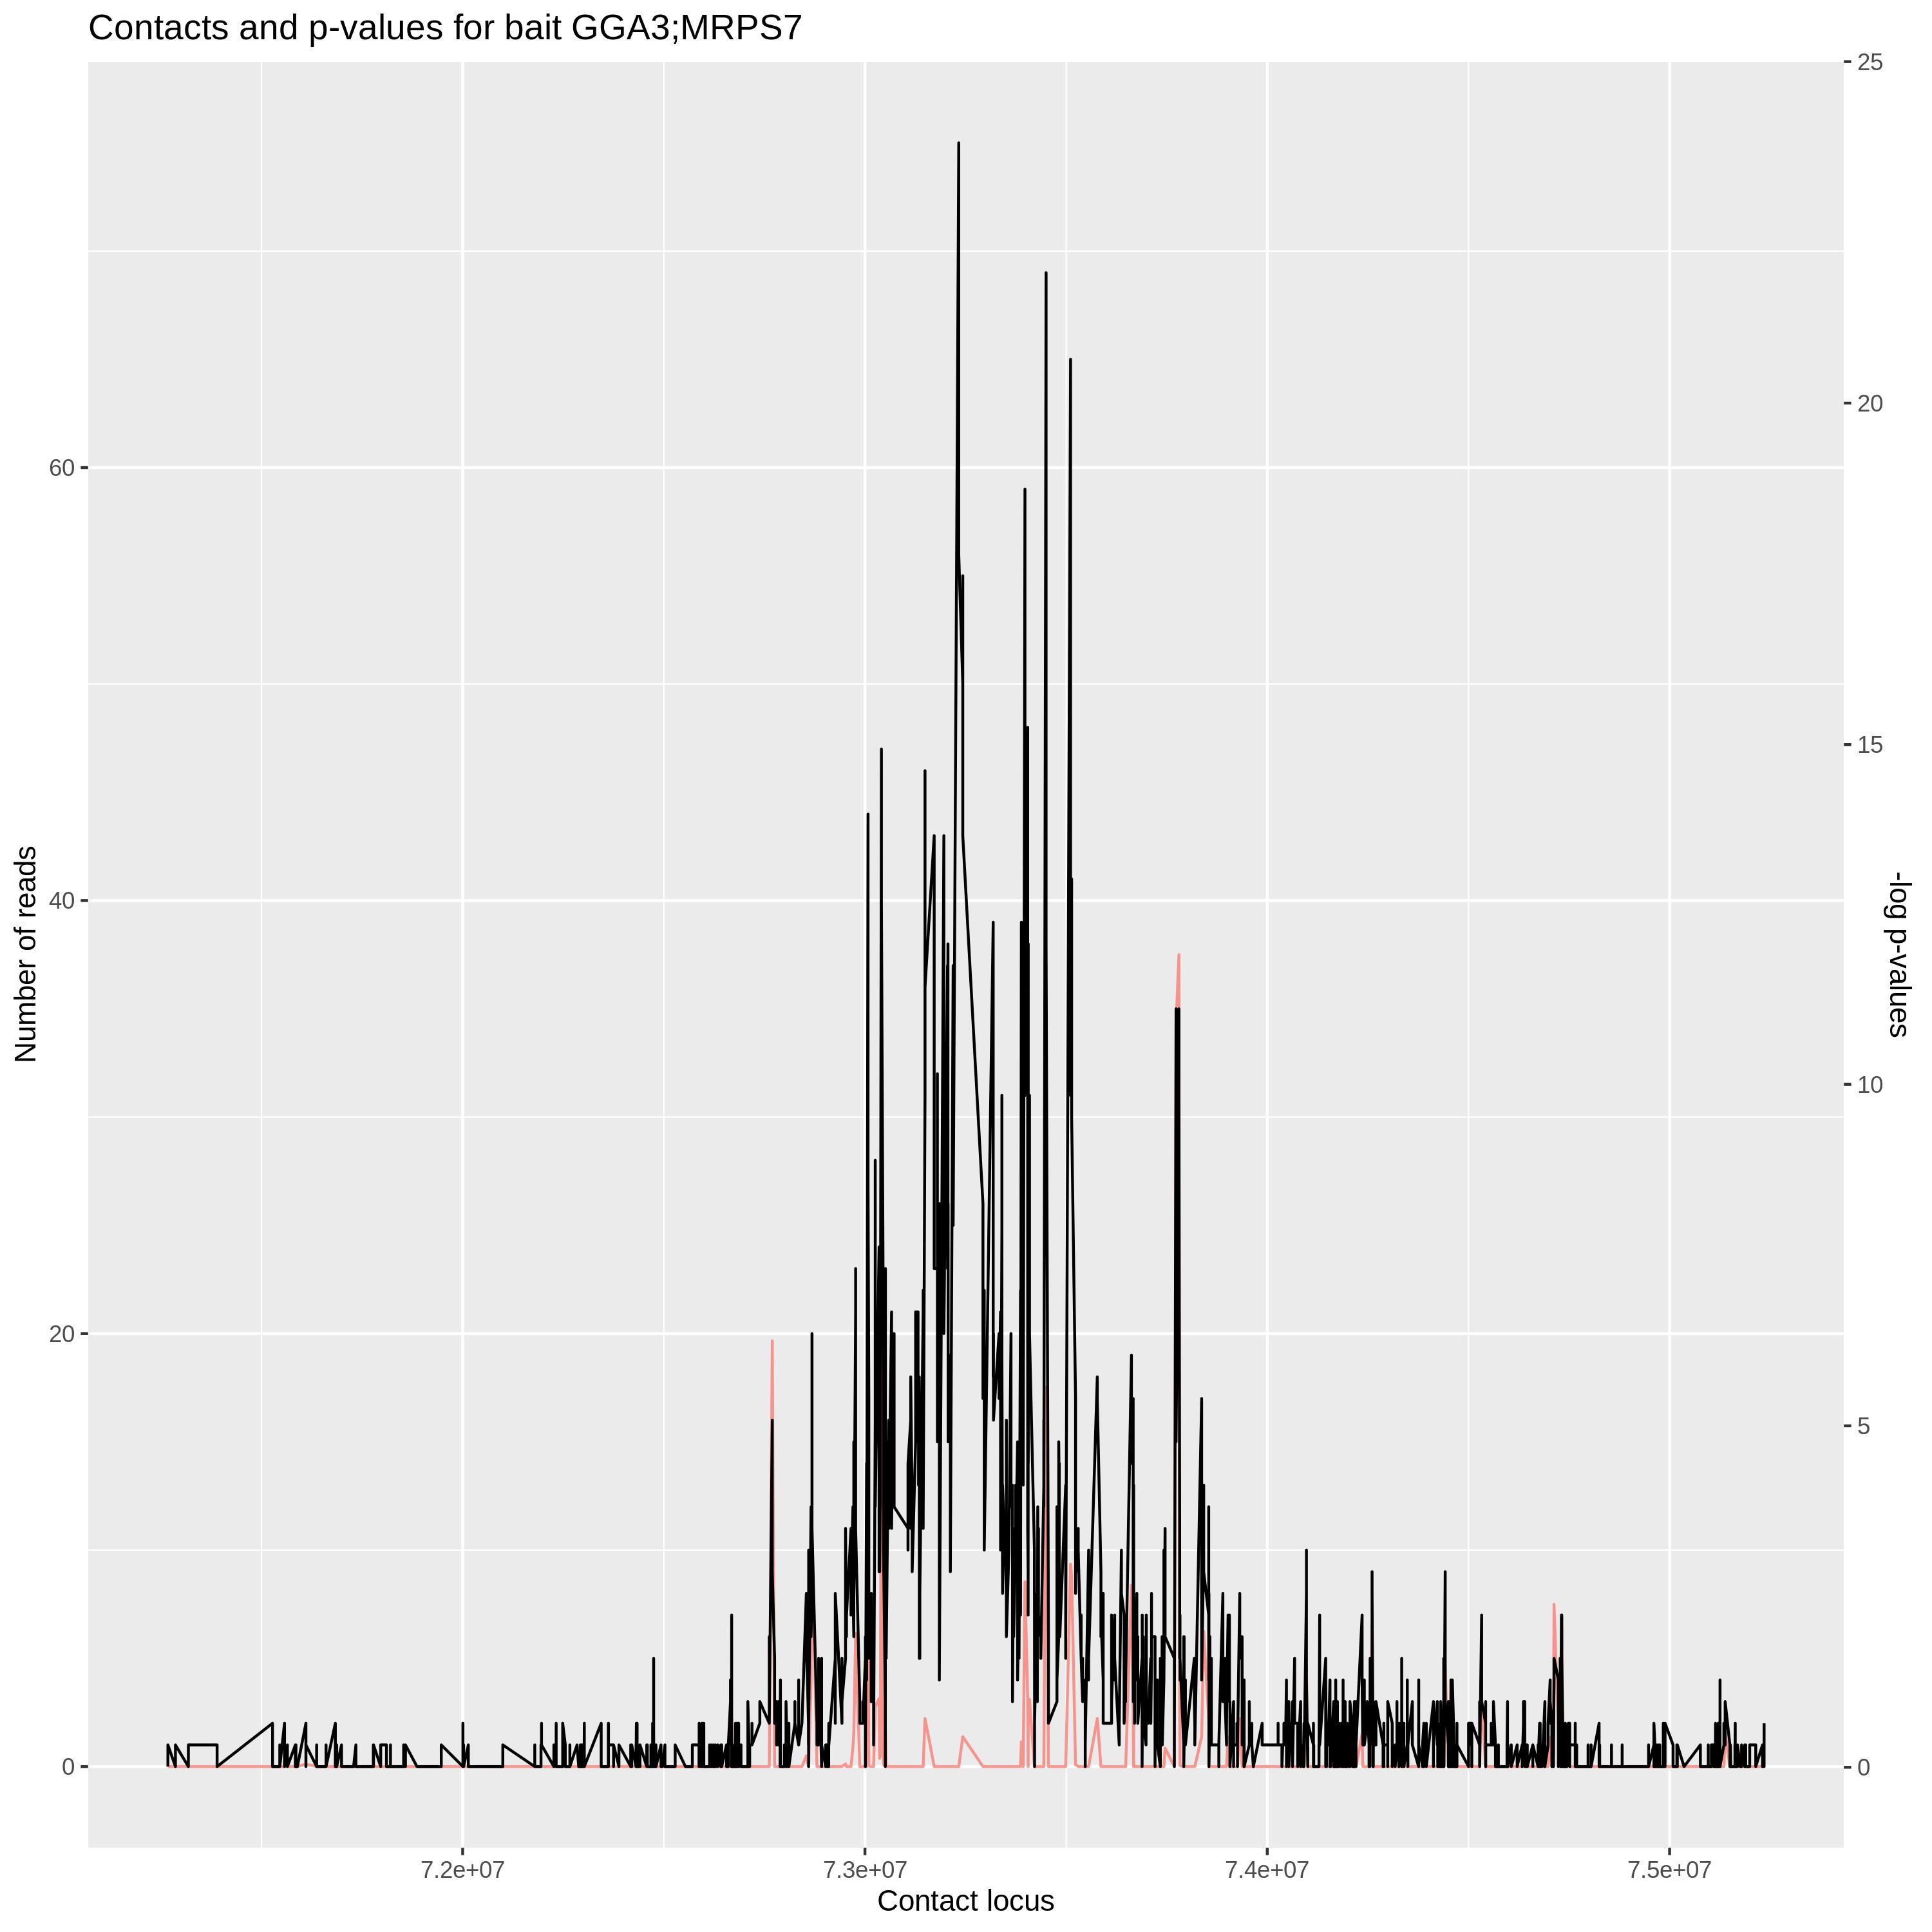 Contacts and p-values for bait GGA3;MRPS7
25
20
60
15
40
10
20
5
0
0
Number of reads
-log p-values
7.2e+07
7.3e+07
7.4e+07
7.5e+07
Contact locus